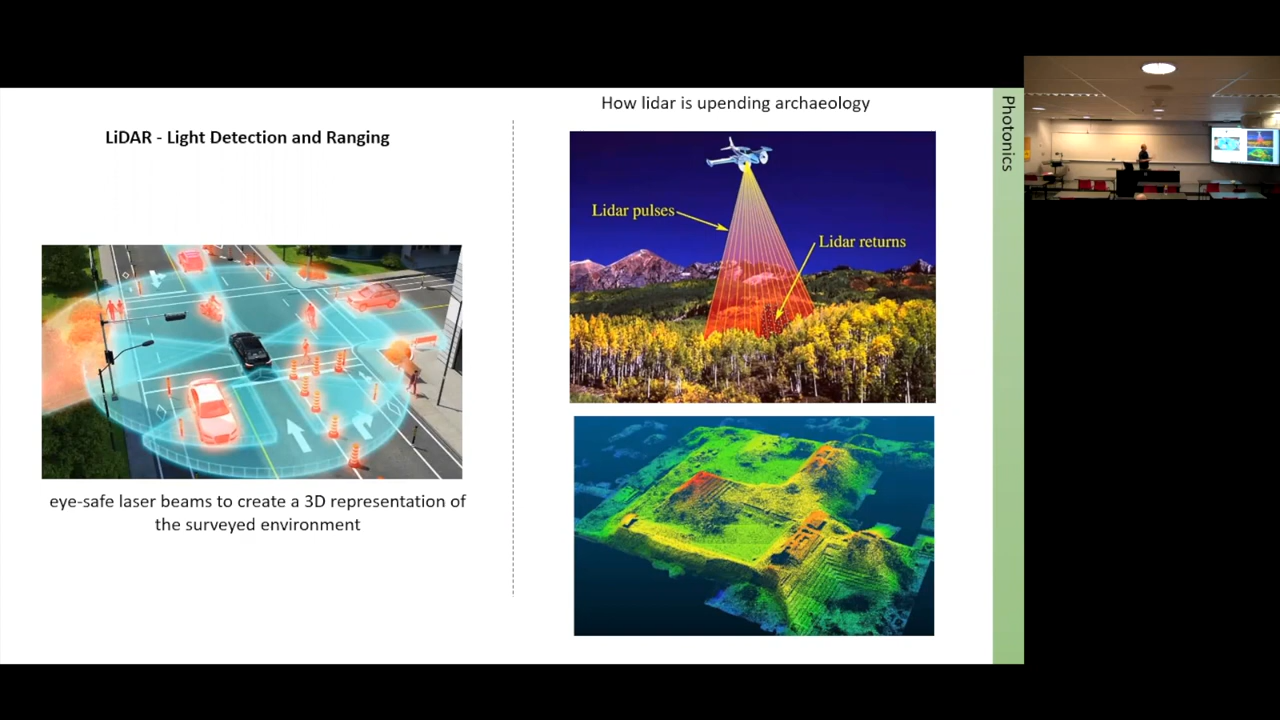 LiDAR - Light Detection and Ranging
eye-safe laser beams to create a 3D representation of
the surveyed environment
How lidar is upending archaeology
Lidar pulses
Lidar returns
Photonics